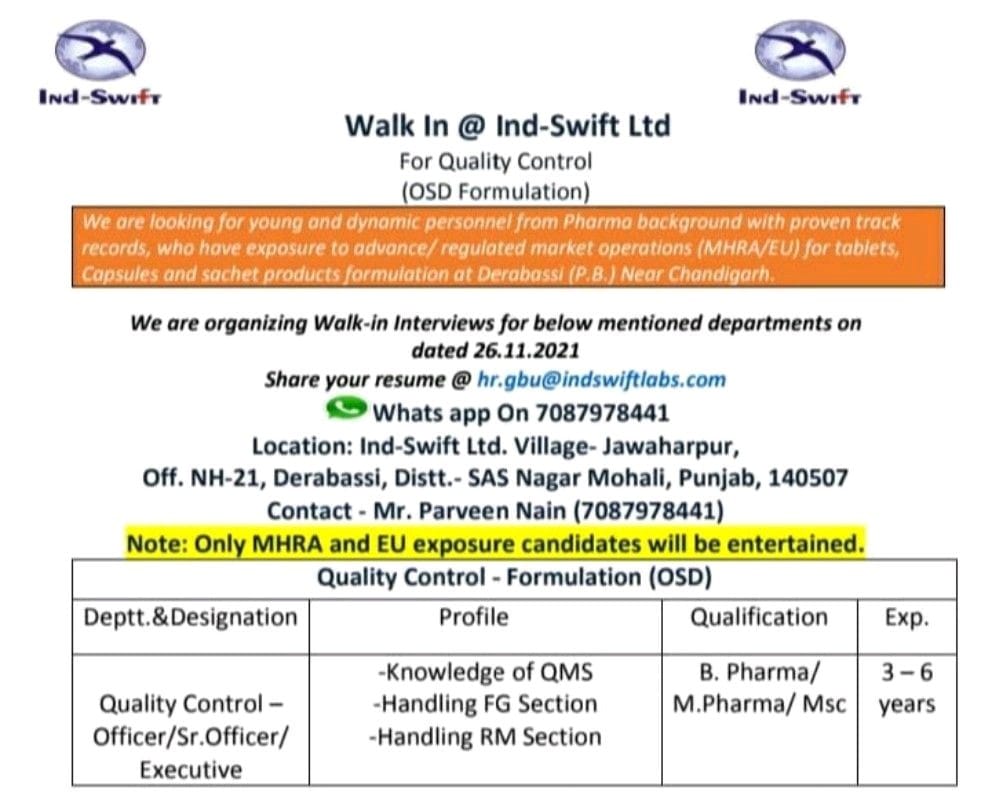 Ind-Swift
Ind-Swift
Walk In @ Ind-Swift Ltd
For Quality Control
(OSD Formulation)
We are looking for young and dynamic personnel from Pharma background with proven track
records, who have exposure to advance/ regulated market operations (MHRA/EU) for tablets,
Capsules and sachet products formulation at Derabassi (P.B.) Near Chandigarh.
We are organizing Walk-in Interviews for below mentioned departments on
dated 26.11.2021
Share your resume @ hr.gbu@indswiftlabs.com
Whats app On 7087978441
Location: Ind-Swift Ltd. Village- Jawaharpur,
Off. NH-21, Derabassi, Distt.- SAS Nagar Mohali, Punjab, 140507
Contact - Mr. Parveen Nain (7087978441)
Note: Only MHRA and EU exposure candidates will be entertained.
Quality Control - Formulation (OSD)
Deptt.&Designation Profile Qualification Exp.
Quality Control –
Officer/Sr.Officer/
Executive
-Knowledge of QMS
-Handling FG Section
-Handling RM Section
B. Pharma/
M.Pharma/ Msc
3 – 6
years